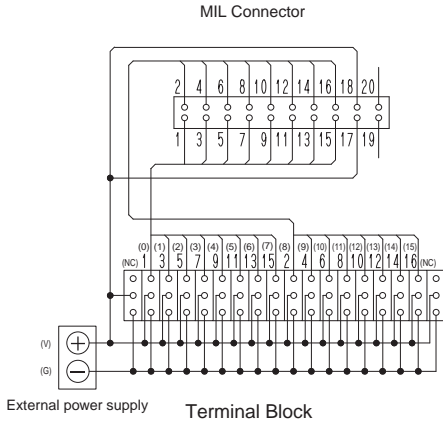 MIL Connector
2 4 6 8 10 12 14 16 18 20
1 3 5 7 9 11 13 15 17 19
(0) (1) (2) (3) (4) (5) (6) (7) (8) (9) (10) (11) (12) (13) (14) (15)
(NC) 1 3 5 7 9 11 13 15 2 4 6 8 10 12 14 16 (NC)
(V)
(G)
External power supply
Terminal Block